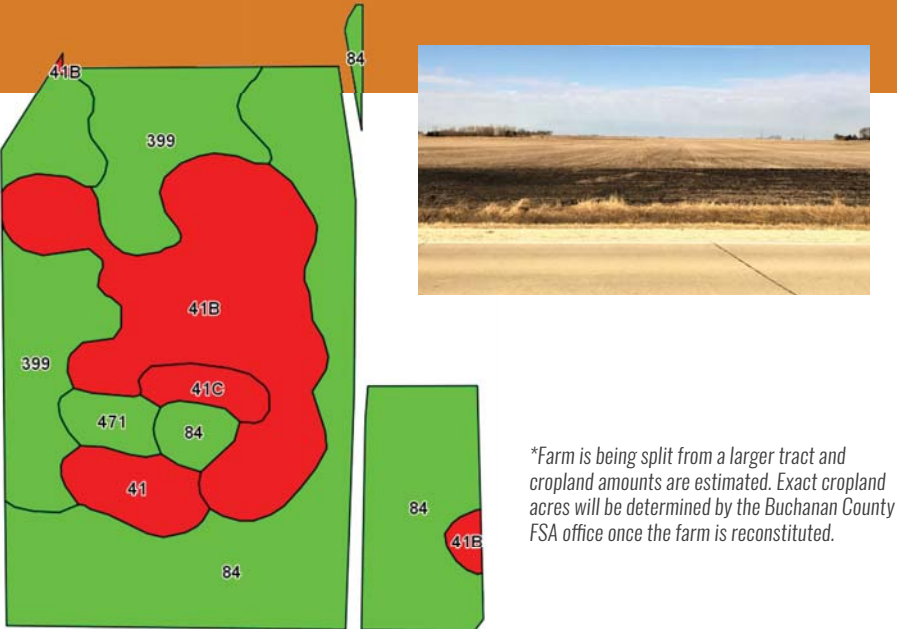 84
41B
399
41B
399
41C
471
84
41
84
84
41B
*Farm is being split from a larger tract and
cropland amounts are estimated. Exact cropland
acres will be determined by the Buchanan County
FSA office once the farm is reconstituted.